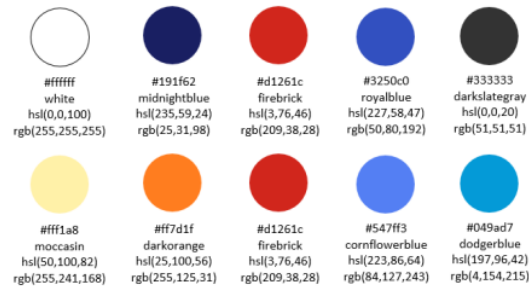 #ffffff
white
hsl(0,0,100)
rgb(255,255,255)
#191f62
midnightblue
hsl(235,59,24)
rgb(25,31,98)
#d1261c
firebrick
hsl(3,76,46)
rgb(209,38,28)
#3250c0
royalblue
hsl(227,58,47)
rgb(50,80,192)
#333333
darkslategray
hsl(0,0,20)
rgb(51,51,51)
#fff1a8
moccasin
hsl(50,100,82)
rgb(255,241,168)
#ff7d1f
darkorange
hsl(25,100,56)
rgb(255,125,31)
#d1261c
firebrick
hsl(3,76,46)
rgb(209,38,28)
#547ff3
cornflowerblue
hsl(223,86,64)
rgb(84,127,243)
#049ad7
dodgerblue
hsl(197,96,42)
rgb(4,154,215)